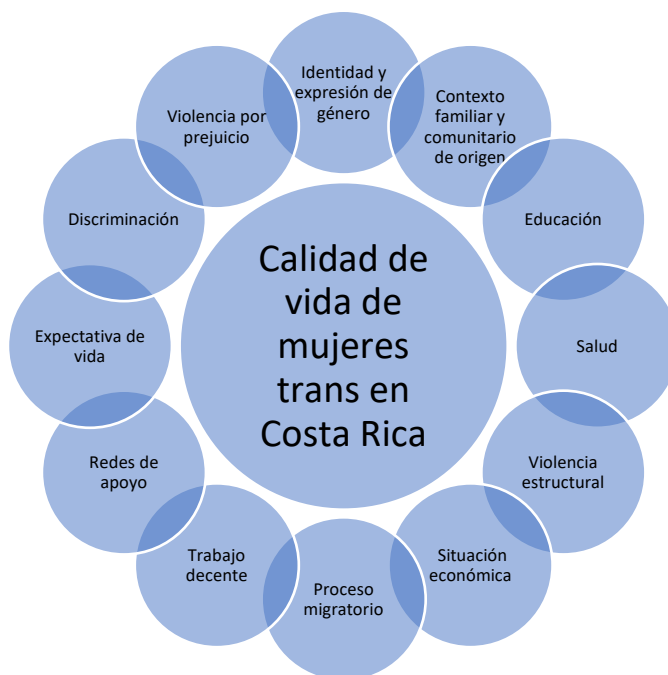 Identidad y
expresión de
género
Contexto
familiar y
comunitario
de origen
Educación
Salud
Violencia
estructural
Situación
económica
Proceso
migratorio
Trabajo
decente
Redes de
apoyo
Expectativa de
vida
Discriminación
Violencia por
prejuicio
Calidad de
vida de
mujeres
trans en
Costa Rica